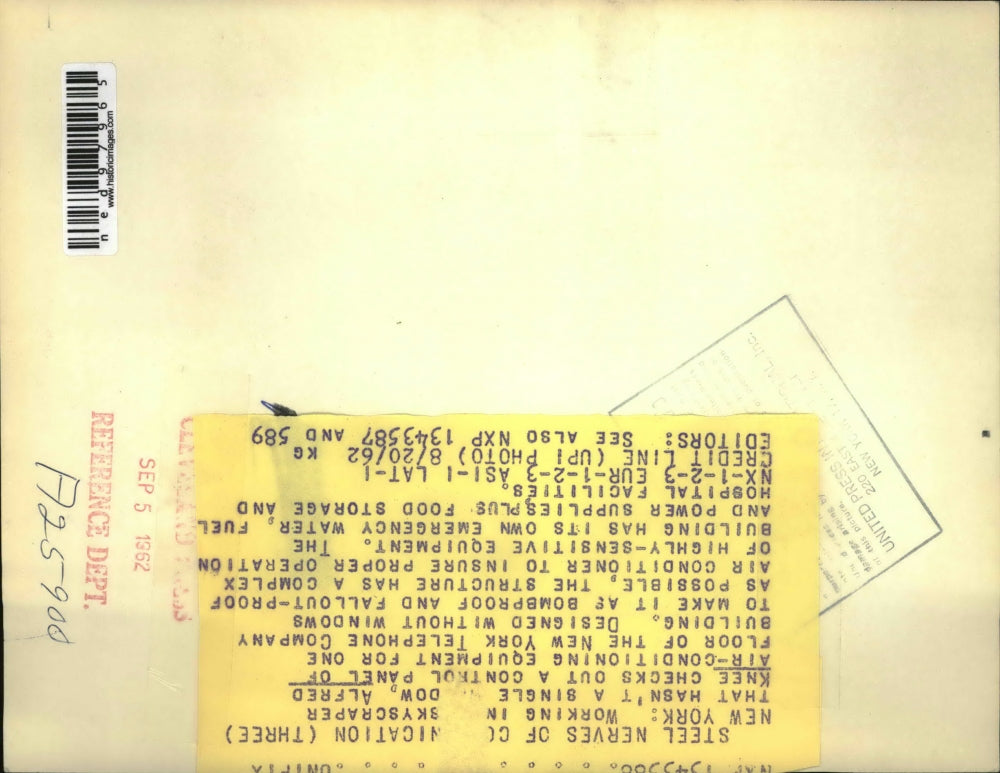 STEEL NERVES OF CO NICATION (THREE)
NEW YORK: WORKING IN SKYSCRAPER
THAT HASN'T A SINGLE DOW, ALFRED
KNEE CHECKS OUT A CONTROL PANEL OF
AIR-CONDITIONING EQUIPMENT FOR ONE
FLOOR OF THE NEW YORK TELEPHONE COMPANY
BUILDING. DESIGNED WITHOUT WINDOWS
TO MAKE IT AS BOMBPROOF AND FALLOUT-PROOF
AS POSSIBLE, THE STRUCTURE HAS A COMPLEX
AIR CONDITIONER TO INSURE PROPER OPERATION
OF HIGHLY-SENSITIVE EQUIPMENT. THE
BUILDING HAS ITS OWN EMERGENCY WATER, FUEL
AND POWER SUPPLIES, PLUS FOOD STORAGE AND
HOSPITAL FACILITIES.
NX-1-2-3 EUR-1-2-3 ASI-1 LAT-1
CREDIT LINE (UPI PHOTO) 8/20/62 KG
EDITORS: SEE ALSO NXP 1343587 AND 589
UNITED PRESS
220 EAST
NEW YORK
CLEVELAND
SEP 5 1962
REFERENCE DEPT.
A25900
ned97965
www.historicimages.com